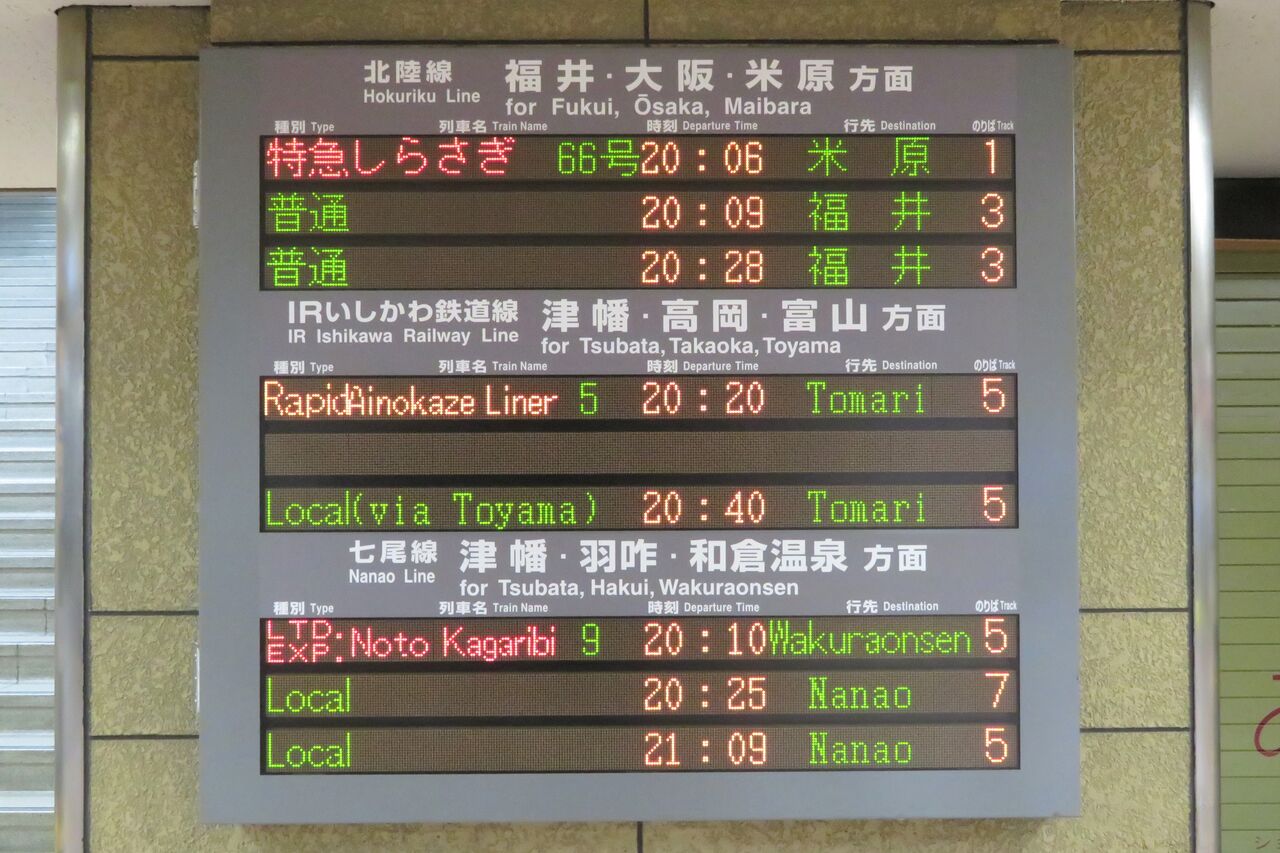 北陸線 福井・大阪・米原 方面
Hokuriku Line for Fukui, Ōsaka, Maibara
種別 Type 列車名 Train Name 時刻 Departure Time 行先 Destination のりば Track
特急しらさぎ 66号 20:06 米原 1
普通 20:09 福井 3
普通 20:28 福井 3
IRいしかわ鉄道線 津幡・高岡・富山 方面
IR Ishikawa Railway Line for Tsubata, Takaoka, Toyama
種別 Type 列車名 Train Name 時刻 Departure Time 行先 Destination のりば Track
Rapid Ainokaze Liner 5 20:20 Tomari 5
Local (via Toyama) 20:40 Tomari 5
七尾線 津幡・羽咋・和倉温泉 方面
Nanao Line for Tsubata, Hakui, Wakuraonsen
種別 Type 列車名 Train Name 時刻 Departure Time 行先 Destination のりば Track
LTD. EXP. Noto Kagaribi 9 20:10 Wakuraonsen 5
Local 20:25 Nanao 7
Local 21:09 Nanao 5